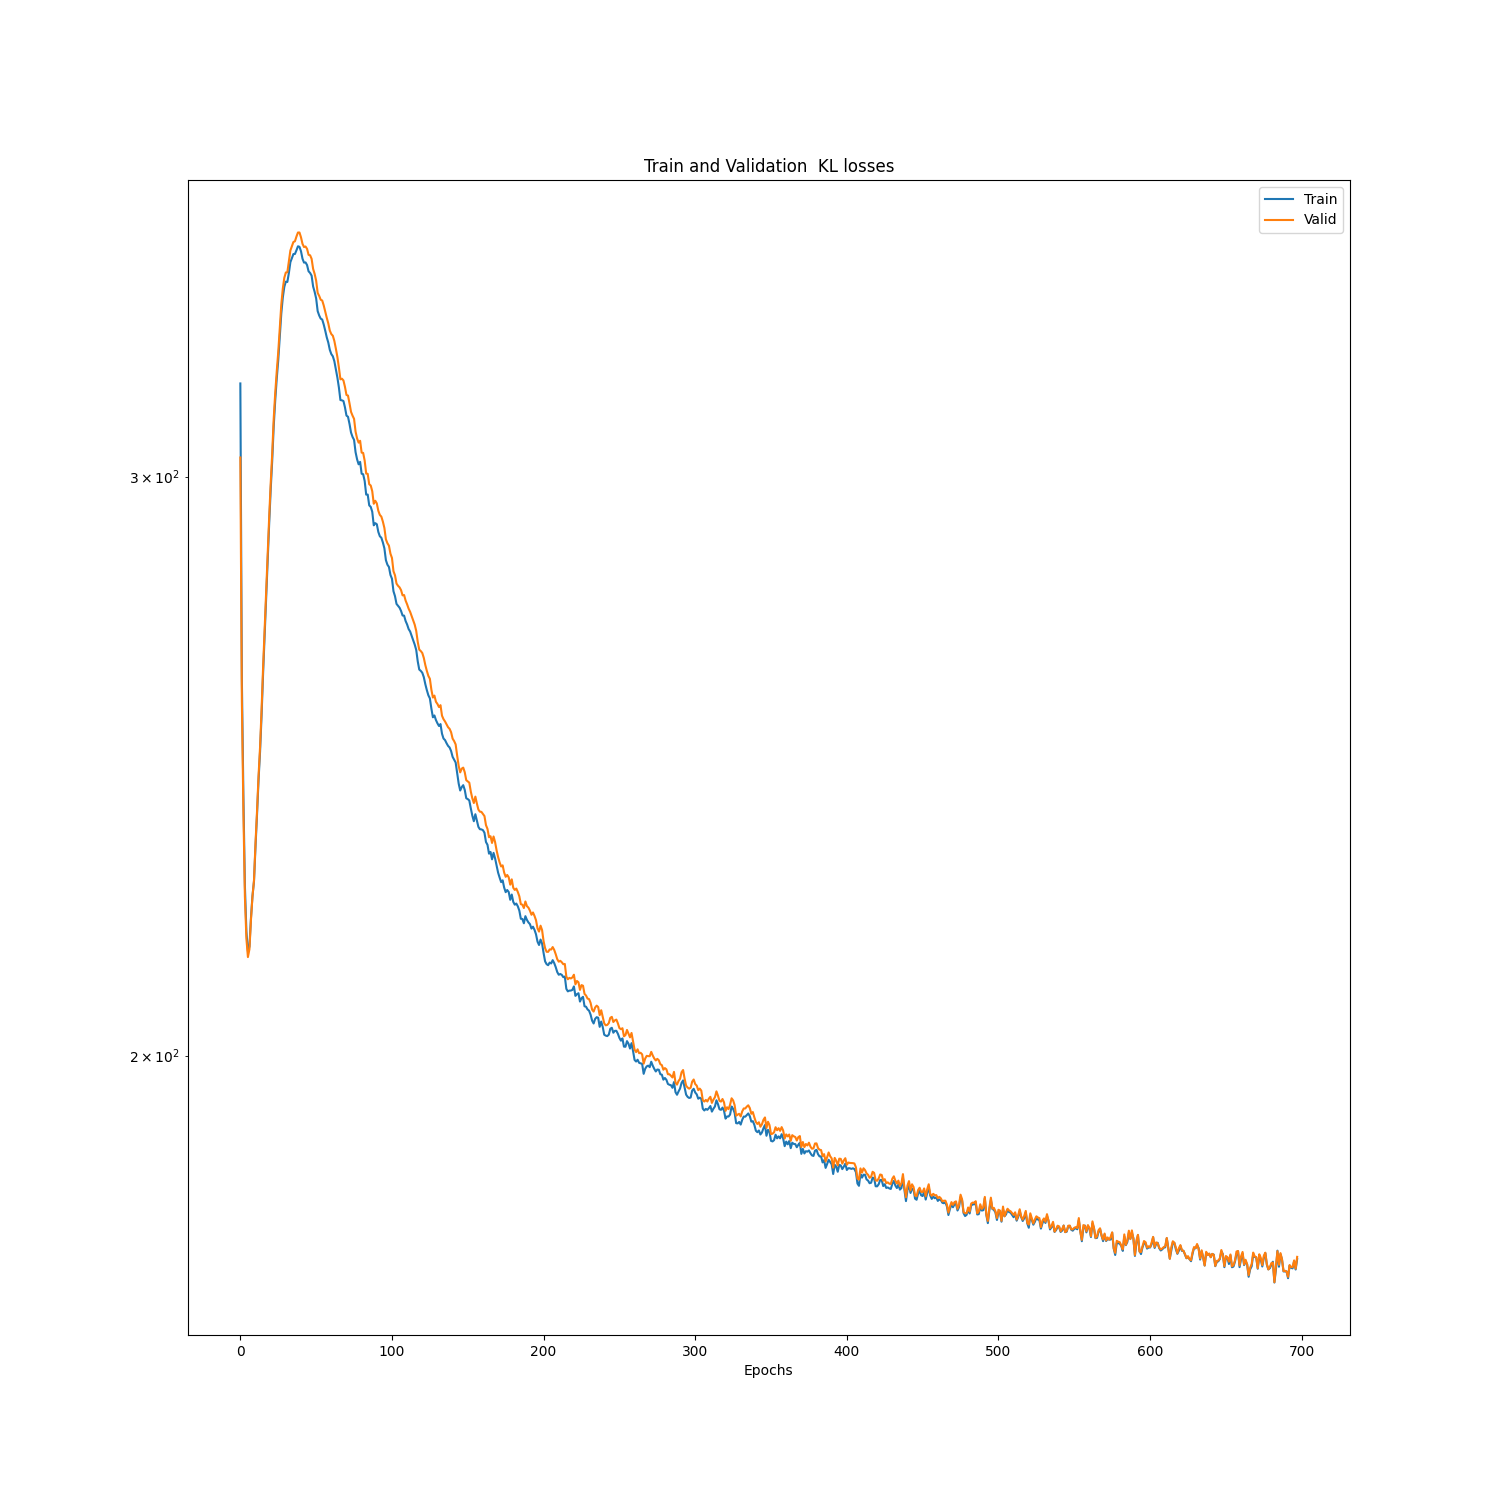 Train and Validation  KL losses
Train
Valid
3 × 10²
2 × 10²
0 100 200 300 400 500 600 700
Epochs